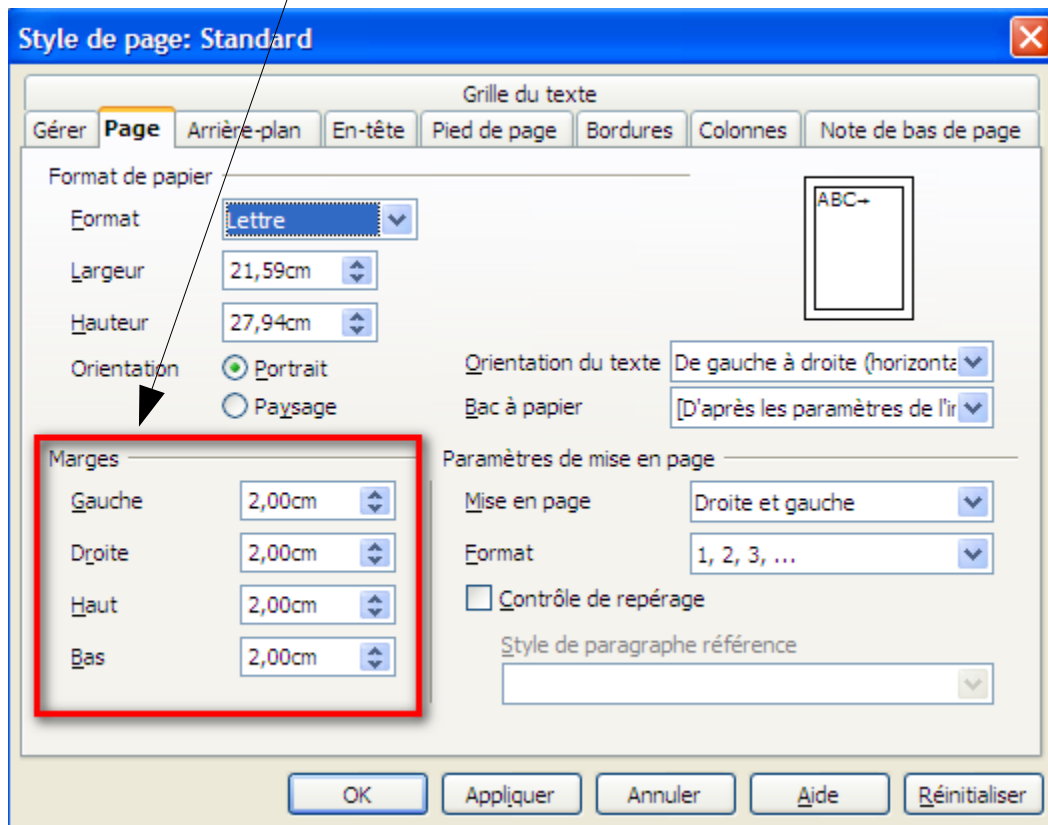 Style de page: Standard
Grille du texte
Gérer Page Arrière-plan En-tête Pied de page Bordures Colonnes Note de bas de page
Format de papier
Format Lettre
ABC
Largeur 21,59cm
Hauteur 27,94cm
Orientation Portrait
Orientation du texte De gauche à droite (horizonta
Paysage
Bac à papier [D'après les paramètres de l'ir
Marges
Paramètres de mise en page
Gauche 2,00cm
Mise en page Droite et gauche
Droite 2,00cm
Format 1, 2, 3, ...
Haut 2,00cm
Contrôle de repérage
Bas 2,00cm
Style de paragraphe référence
OK Appliquer Annuler Aide Réinitialiser